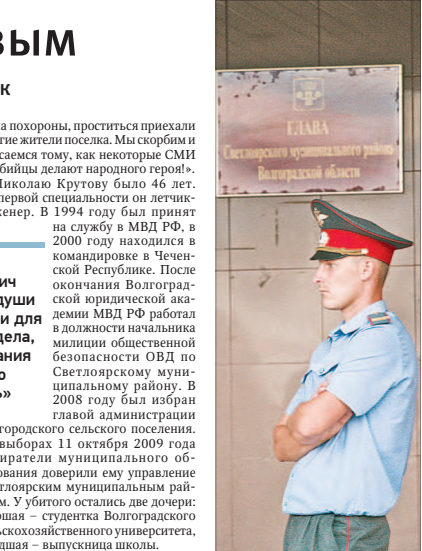 ВЫМ
К
а похороны, проститься приехали
гие жители поселка. Мы скорбим и
саемся тому, как некоторые СМИ
бийцы делают народного героя!».
Николаю Крутову было 46 лет.
первой специальности он летчик-
женер. В 1994 году был принят
на службу в МВД РФ, в
2000 году находился в
командировке в Чечен-
ской Республике. После
окончания Волгоград-
ской юридической ака-
демии МВД РФ работал
в должности начальника
милиции общественной
безопасности ОВД по
Светлоярскому муни-
ципальному району. В
2008 году был избран
главой администрации
городского сельского поселения.
выборах 11 октября 2009 года
иратели муниципального об-
ования доверили ему управление
тлоярским муниципальным рай-
м. У убитого остались две дочери:
ршая – студентка Волгоградского
ьскохозяйственного университета,
дшая – выпускница школы.
ич
души
и для
дела,
ания
о
ь»
ГЛАВА
Светлоярского муниципального района
Волгоградской области